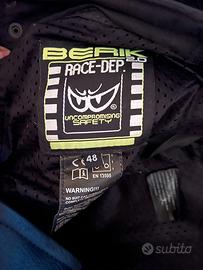 BERIK
2.0
RACE-DEP.
UNCOMPROMISING
SAFETY
48
EN 13595
WARNING!!!
subito